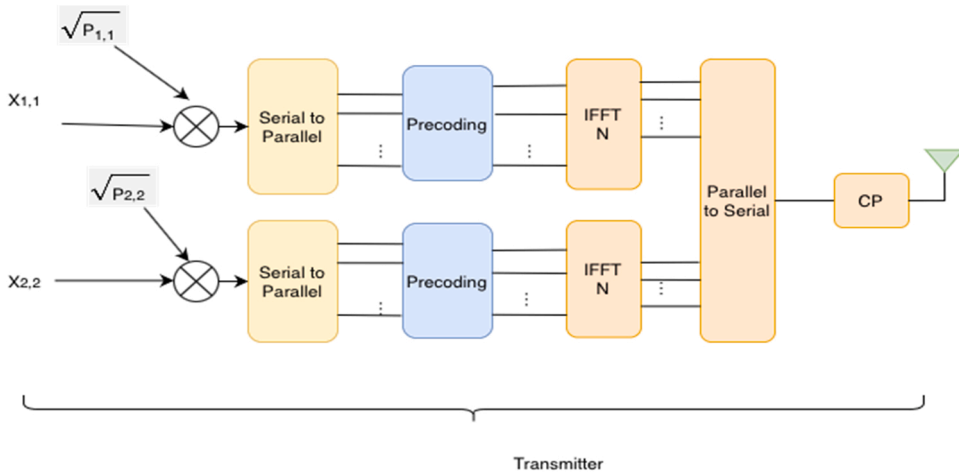 √P1,1
X1,1
Serial to
Parallel
Precoding
IFFT
N
√P2,2
X2,2
Serial to
Parallel
Precoding
IFFT
N
Parallel
to Serial
CP
Transmitter